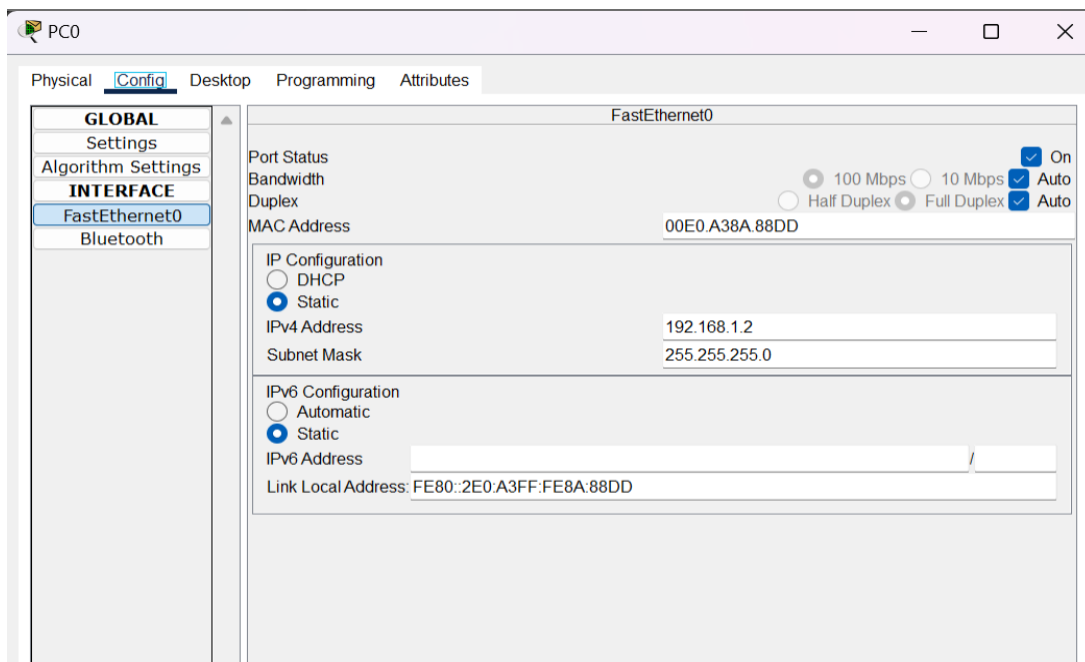 PC0
Physical Config Desktop Programming Attributes
GLOBAL
Settings
Algorithm Settings
INTERFACE
FastEthernet0
Bluetooth
FastEthernet0
Port Status On
Bandwidth 100 Mbps 10 Mbps Auto
Duplex Half Duplex Full Duplex Auto
MAC Address 00E0.A38A.88DD
IP Configuration
DHCP
Static
IPv4 Address 192.168.1.2
Subnet Mask 255.255.255.0
IPv6 Configuration
Automatic
Static
IPv6 Address /
Link Local Address: FE80::2E0:A3FF:FE8A:88DD